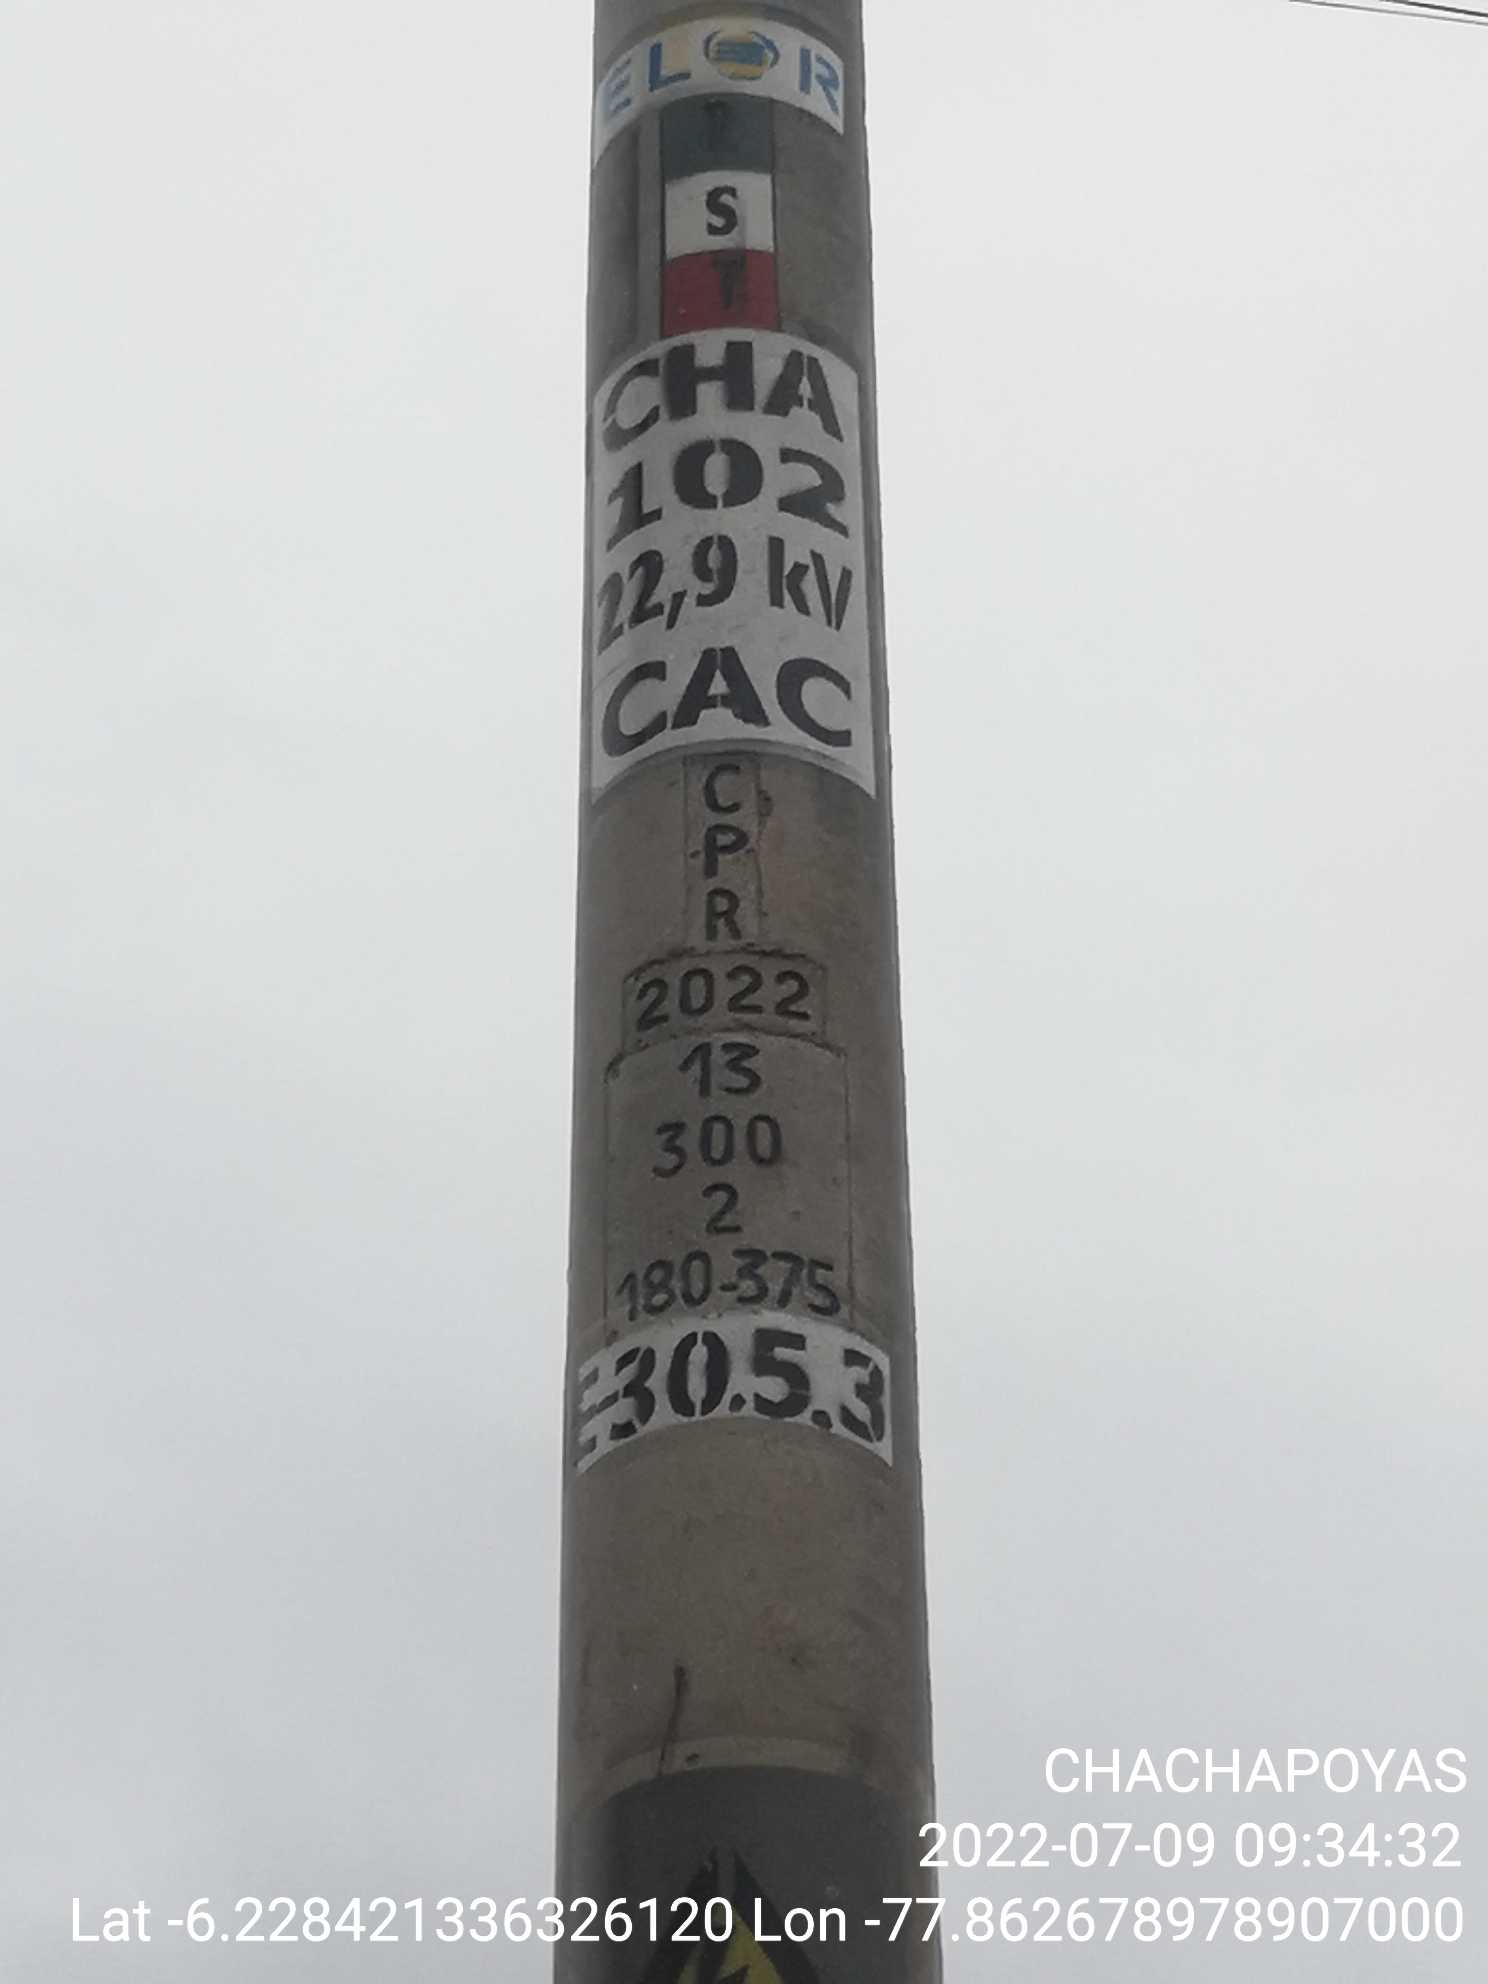 ELOR
R
S
T
CHA
102
22,9 kV
CAC
C
P
R
2022
13
300
2
180-375
E-30.5.3
CHACHAPOYAS
2022-07-09 09:34:32
Lat -6.228421336326120 Lon -77.862678978907000